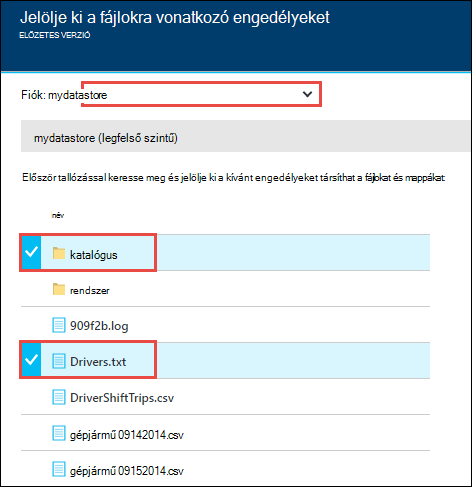 Jelölje ki a fájlokra vonatkozó engedélyeket
ELŐZETES VERZIÓ
Fiók: mydatastore
mydatastore (legfelső szintű)
Először tallózással keresse meg és jelölje ki a kívánt engedélyeket társíthat a fájlokat és mappákat:
név
katalógus
rendszer
909f2b.log
Drivers.txt
DriverShiftTrips.csv
gépjármű 09142014.csv
gépjármű 09152014.csv